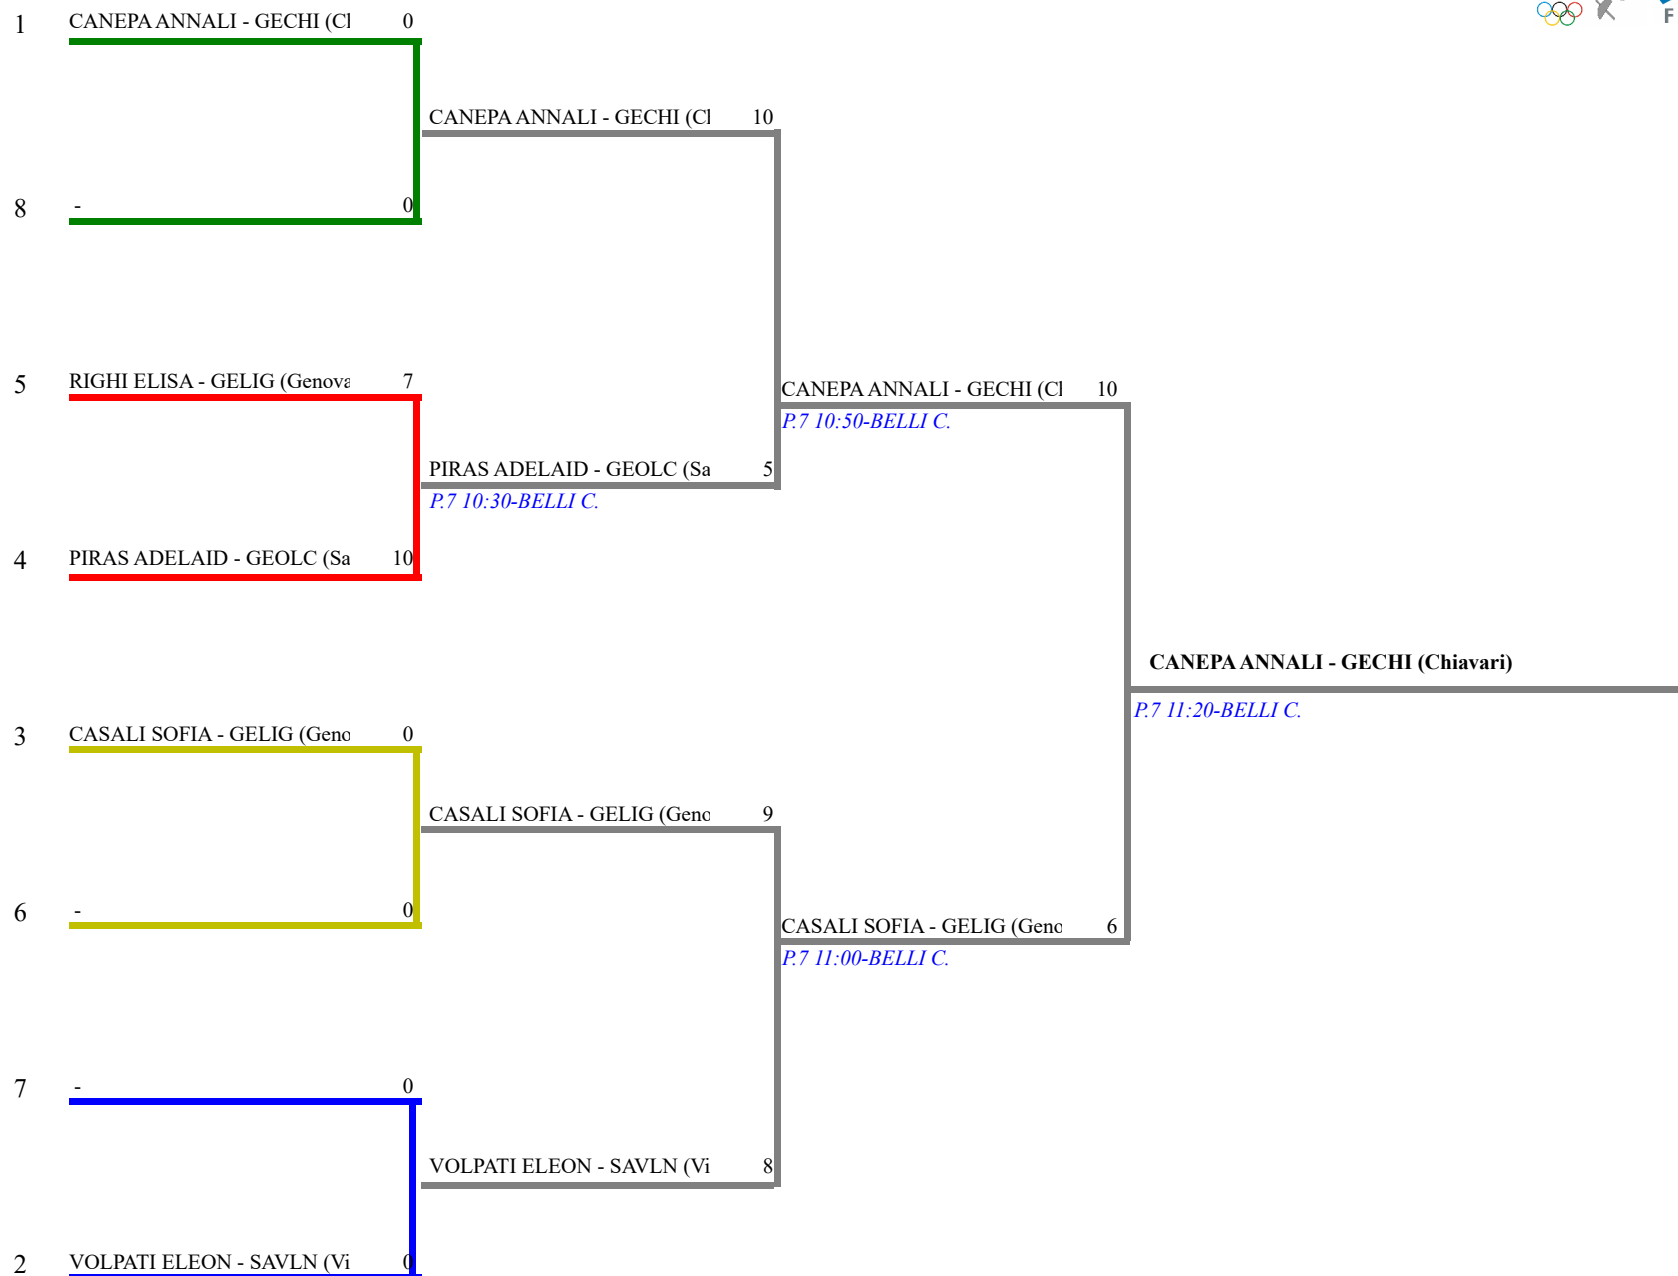 1 CANEPA ANNALI - GECHI (Cl 0
F
CANEPA ANNALI - GECHI (Cl 10
8 - 0
5 RIGHI ELISA - GELIG (Genova 7
CANEPA ANNALI - GECHI (Cl 10
P.7 10:50-BELLI C.
PIRAS ADELAID - GEOLC (Sa 5
P.7 10:30-BELLI C.
4 PIRAS ADELAID - GEOLC (Sa 10
CANEPA ANNALI - GECHI (Chiavari)
P.7 11:20-BELLI C.
3 CASALI SOFIA - GELIG (Geno 0
CASALI SOFIA - GELIG (Geno 9
6 - 0
CASALI SOFIA - GELIG (Geno 6
P.7 11:00-BELLI C.
7 - 0
VOLPATI ELEON - SAVLN (Vi 8
2 VOLPATI ELEON - SAVLN (Vi 0